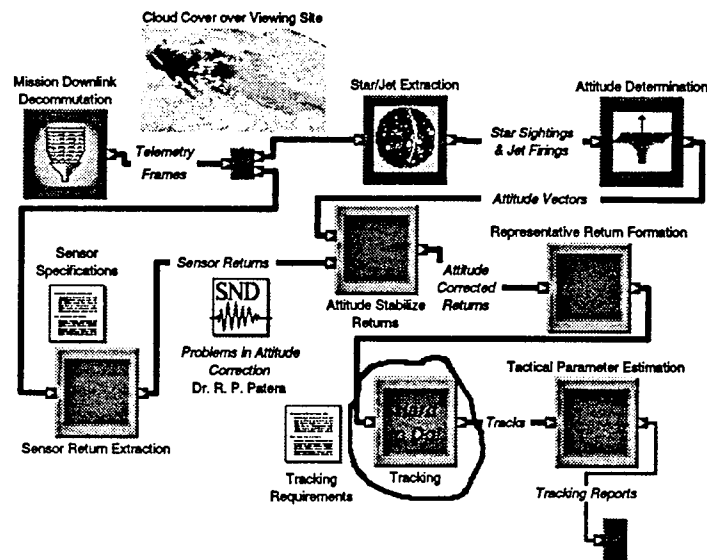 Cloud Cover over Viewing Site
Mission Downlink
Decommutation
Star/Jet Extraction
Attitude Determination
Telemetry
Frames
Star Sightings
& Jet Firings
Attitude Vectors
Sensor
Specifications
Sensor Returns
Representative Return Formation
SND
Attitude Stabilize
Returns
Attitude
Corrected
Returns
Problems In Attitude
Correction
Dr. R. P. Patera
Tactical Parameter Estimation
Sensor Return Extraction
Hard
Tracks
Tracking
Requirements
Tracking
Tracking Reports